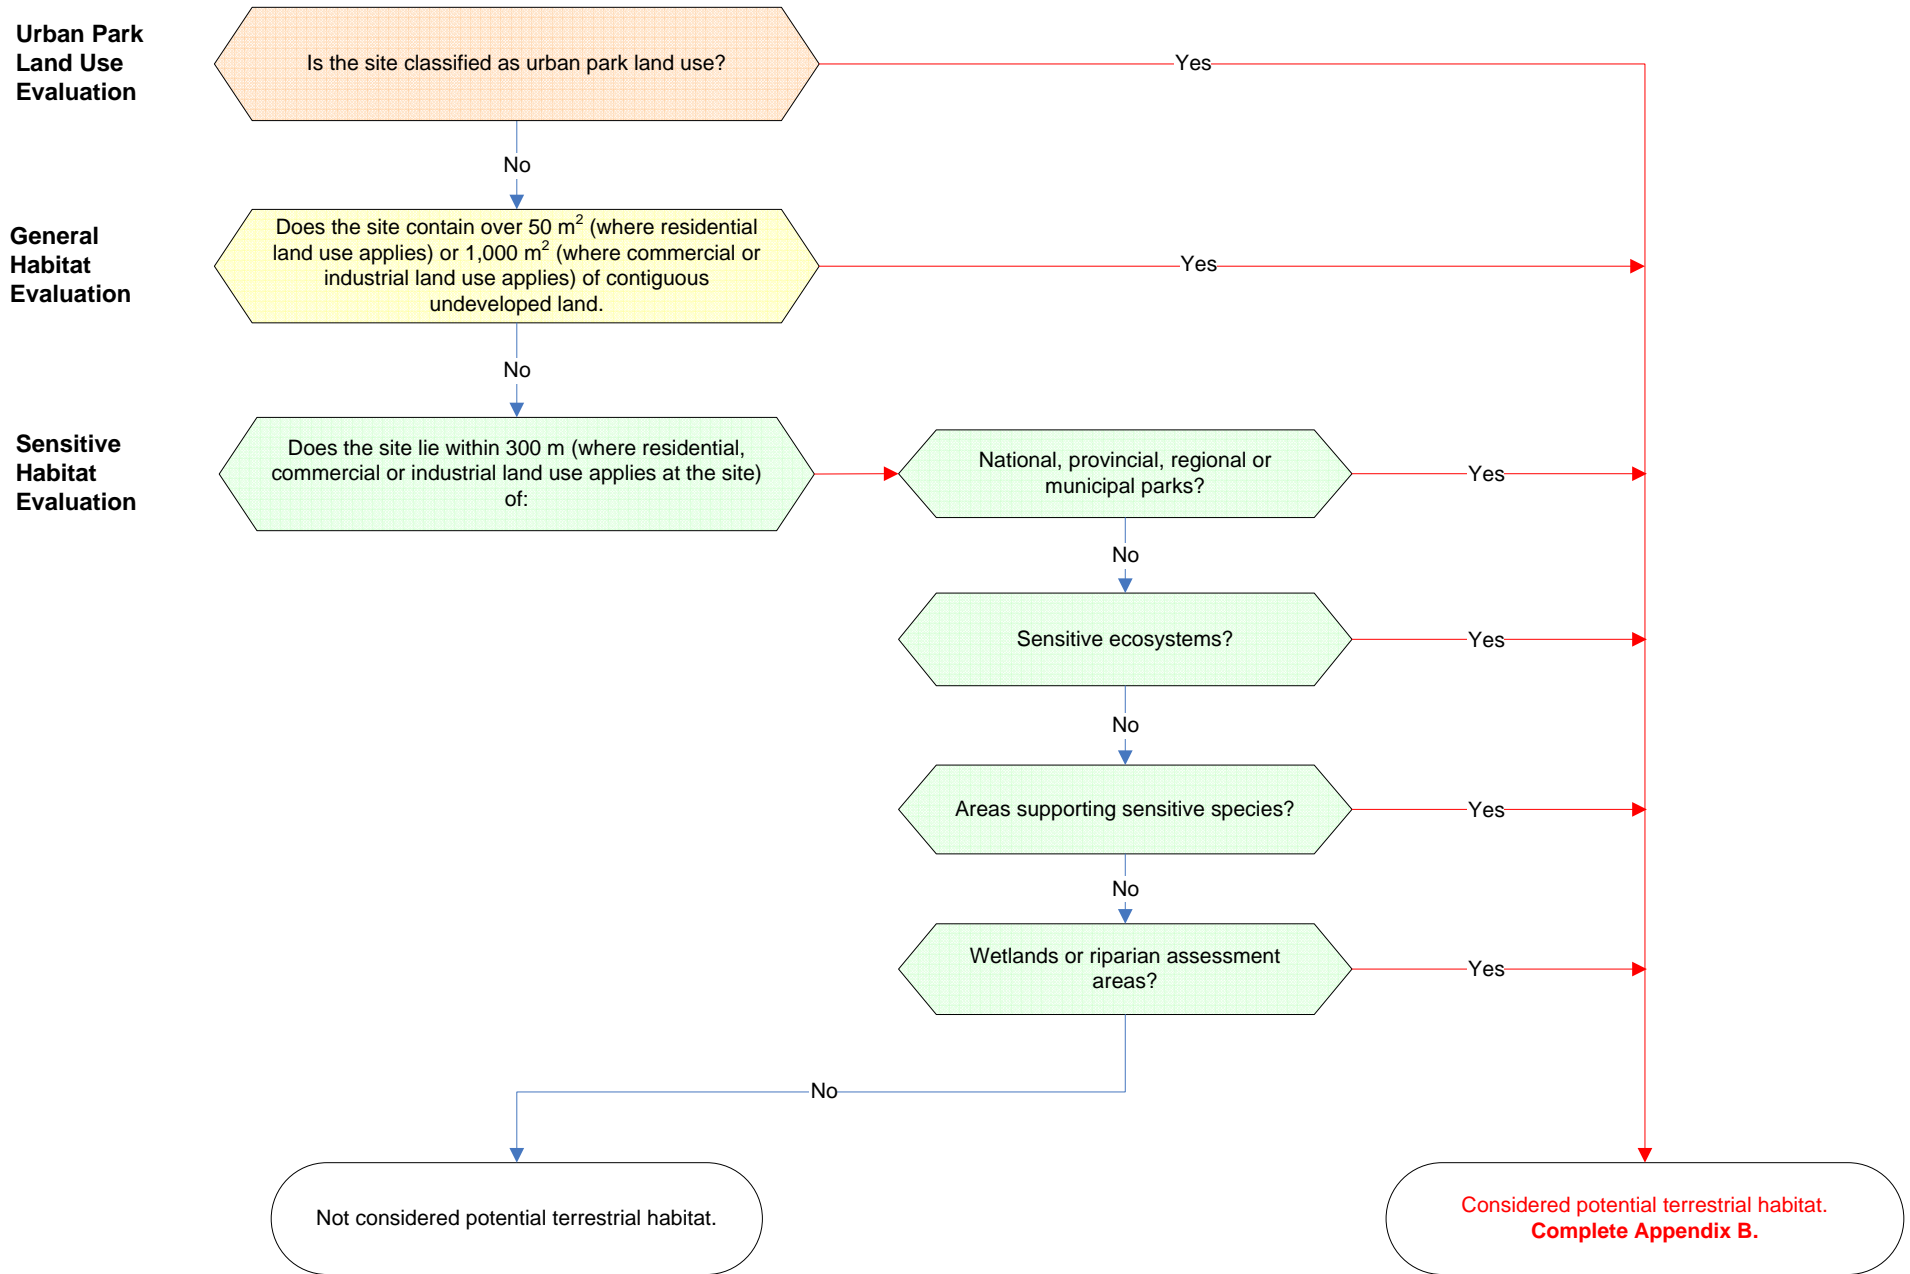 Urban Park
Land Use
Evaluation
Is the site classified as urban park land use?
Yes
No
General
Habitat
Evaluation
Does the site contain over 50 m² (where residential
land use applies) or 1,000 m² (where commercial or
industrial land use applies) of contiguous
undeveloped land.
Yes
No
Sensitive
Habitat
Evaluation
Does the site lie within 300 m (where residential,
commercial or industrial land use applies at the site)
of:
National, provincial, regional or
municipal parks?
Yes
No
Sensitive ecosystems?
Yes
No
Areas supporting sensitive species?
Yes
No
Wetlands or riparian assessment
areas?
Yes
No
Not considered potential terrestrial habitat.
Considered potential terrestrial habitat.
Complete Appendix B.